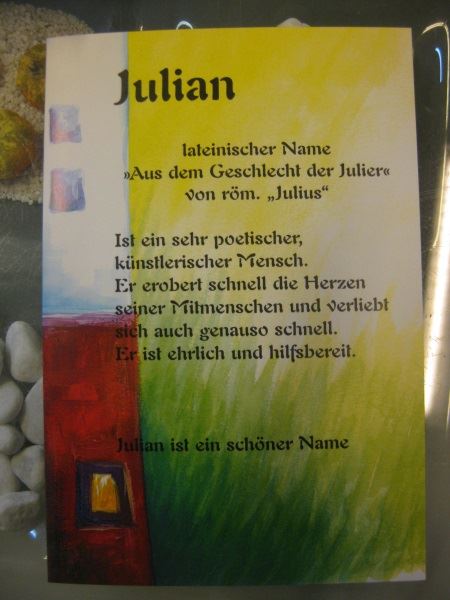 Julian
lateinischer Name
»Aus dem Geschlecht der Julier«
von röm. „Julius“
Ist ein sehr poetischer,
künstlerischer Mensch.
Er erobert schnell die Herzen
seiner Mitmenschen und verliebt
sich auch genauso schnell.
Er ist ehrlich und hilfsbereit.
Julian ist ein schöner Name